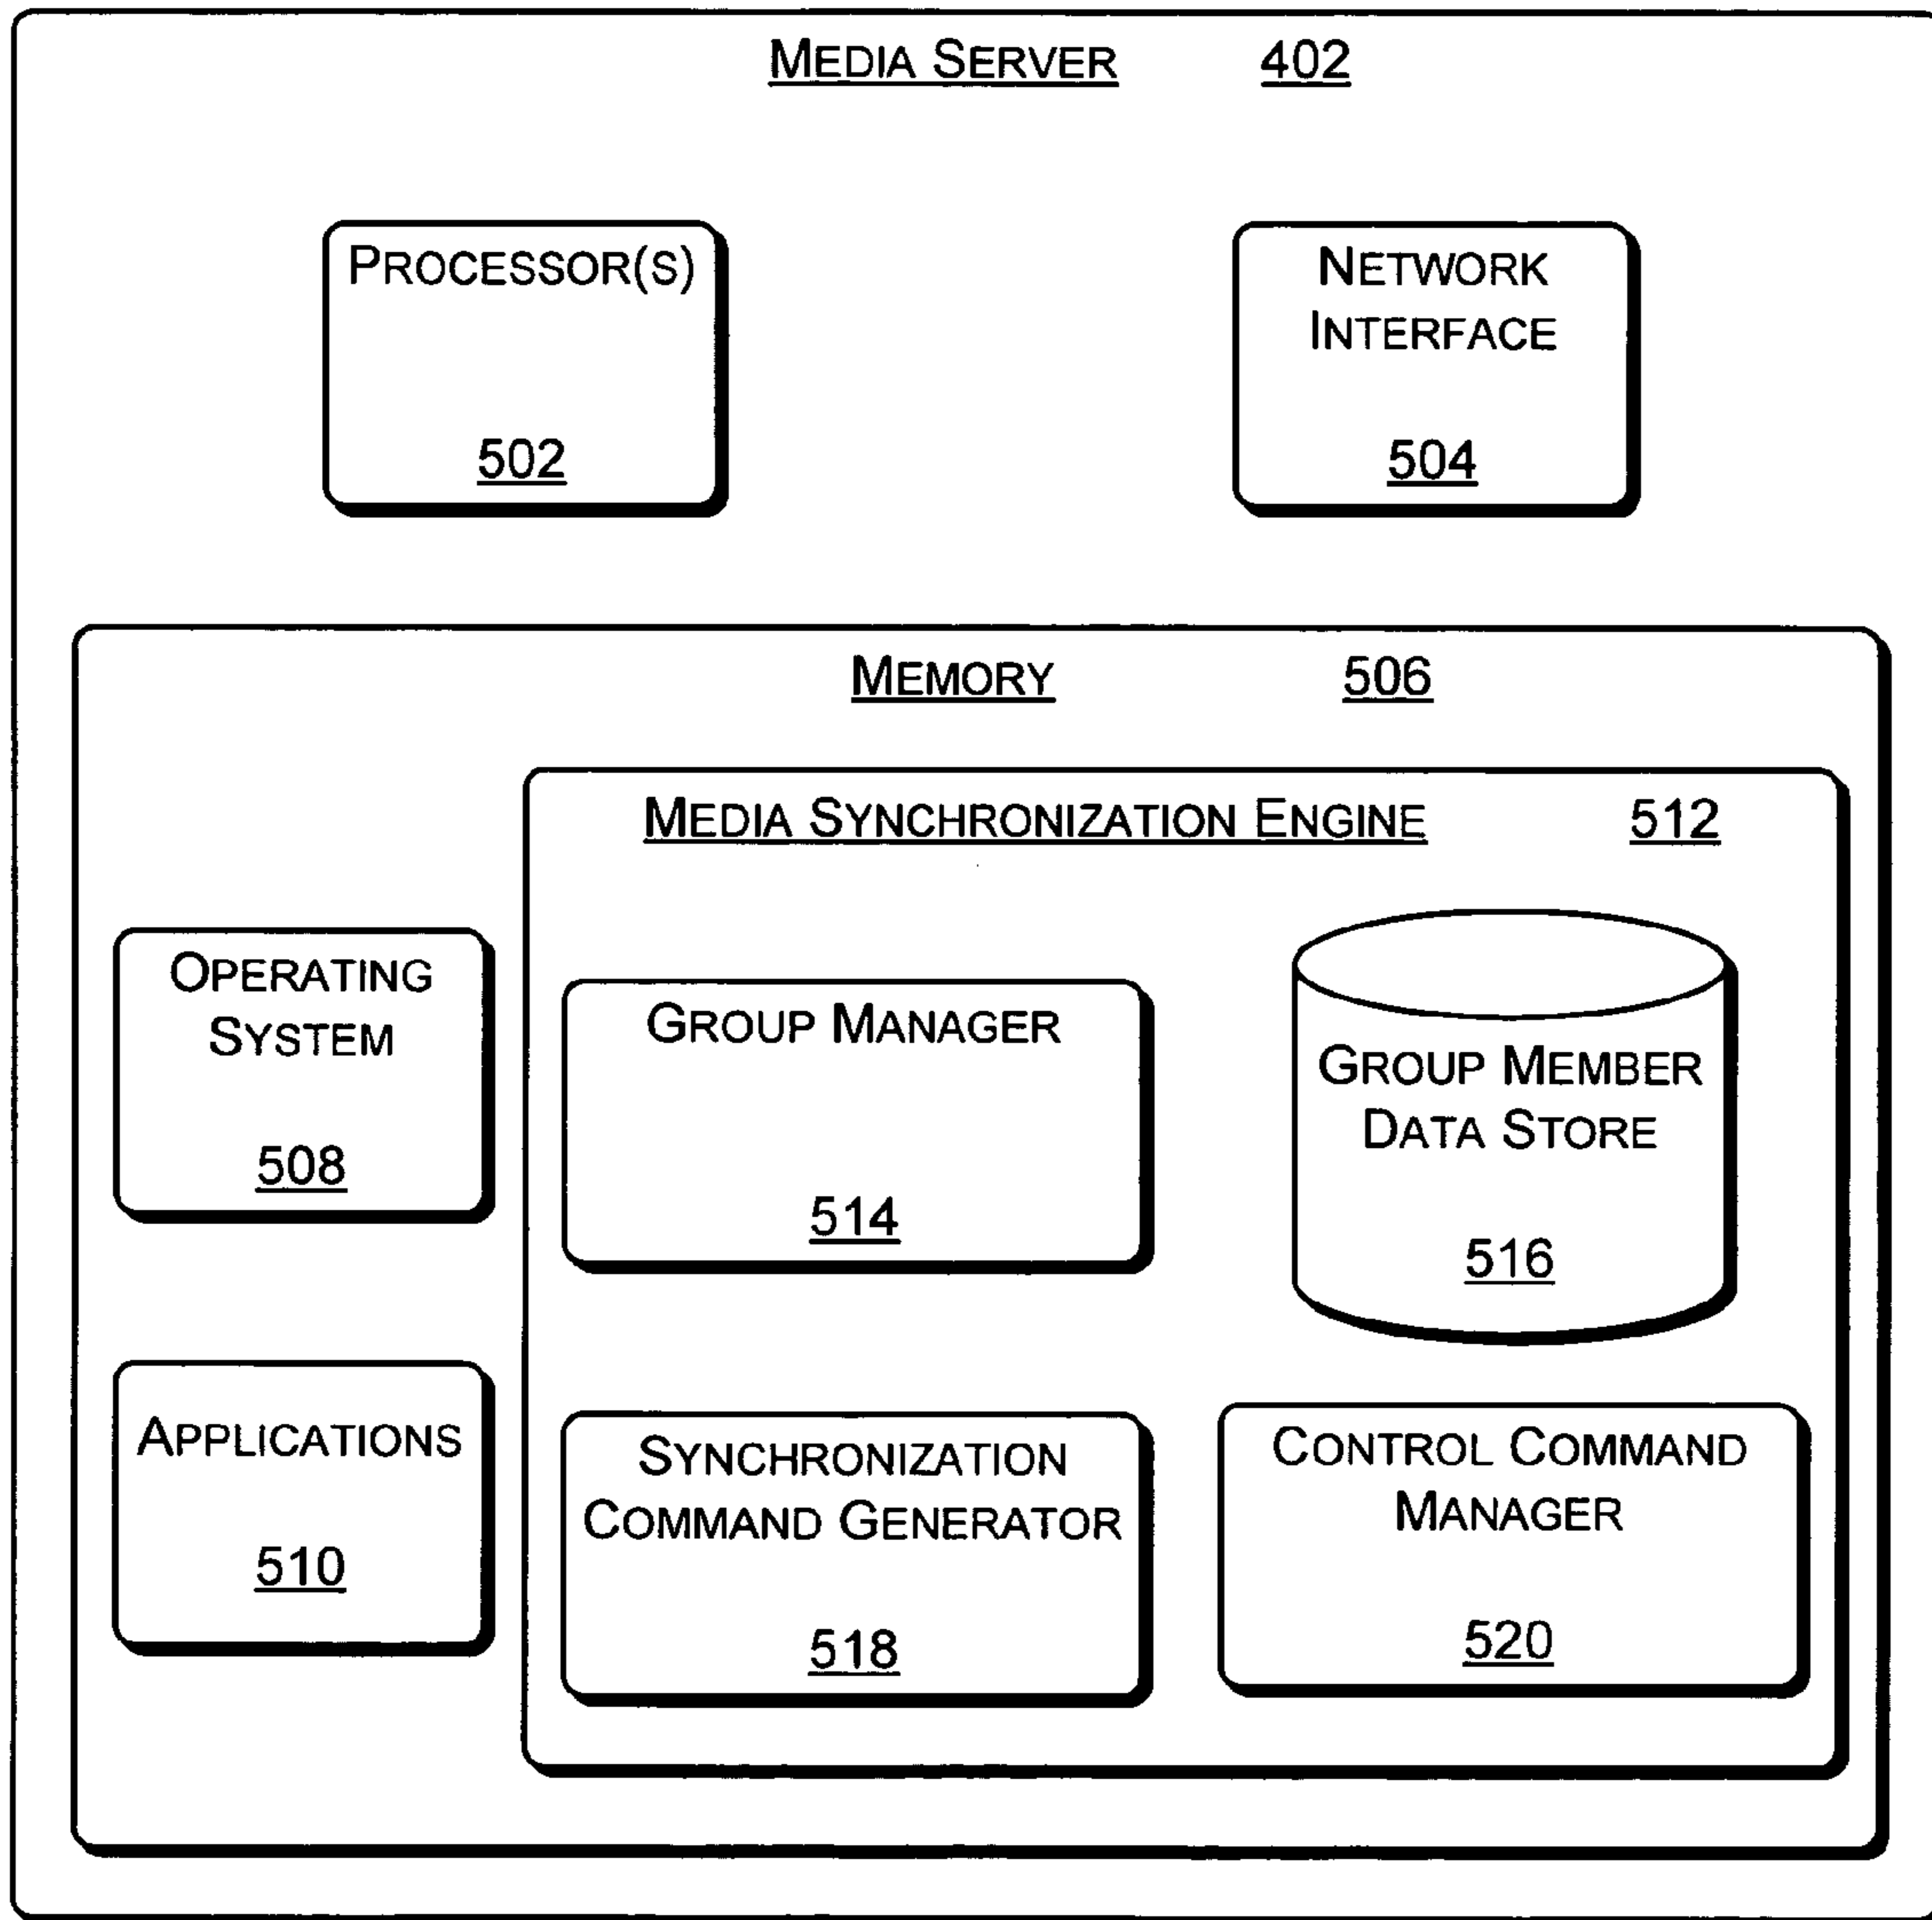 MEDIA SERVER 402
PROCESSOR(S)
502
NETWORK
INTERFACE
504
MEMORY 506
MEDIA SYNCHRONIZATION ENGINE 512
OPERATING
SYSTEM
508
GROUP MANAGER
514
GROUP MEMBER
DATA STORE
516
APPLICATIONS
510
SYNCHRONIZATION
COMMAND GENERATOR
518
CONTROL COMMAND
MANAGER
520